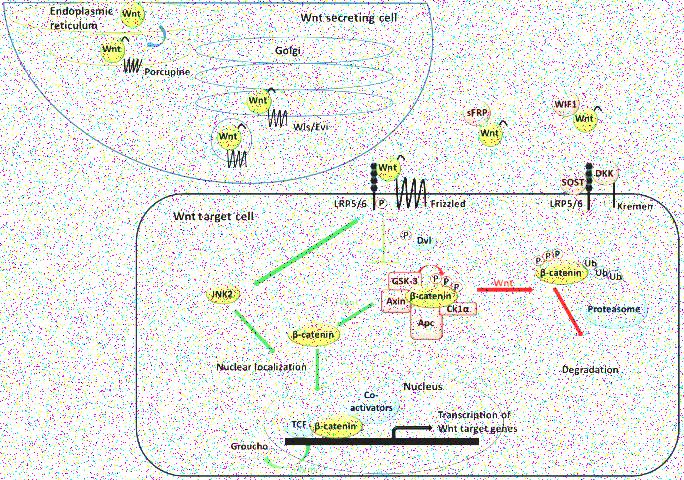 Endoplasmic
reticulum
Wnt
Wnt secreting cell
Wnt
Porcupine
Golgi
Wnt
Wls/Evi
Wnt
sFRP
Wnt
WIF1
Wnt
Wnt
LRP5/6
P
Frizzled
SOST
DKK
LRP5/6
Kremen
Wnt target cell
P
Dvl
GSK-3
P
P
P
β-catenin
Axin
Ck1α
Apc
Wnt
P
P
P
β-catenin
Ub
Ub
Ub
Proteasome
Degradation
JNK2
β-catenin
Nuclear localization
Nucleus
Co-
activators
TCF
β-catenin
Transcription of
Wnt target genes
Groucho